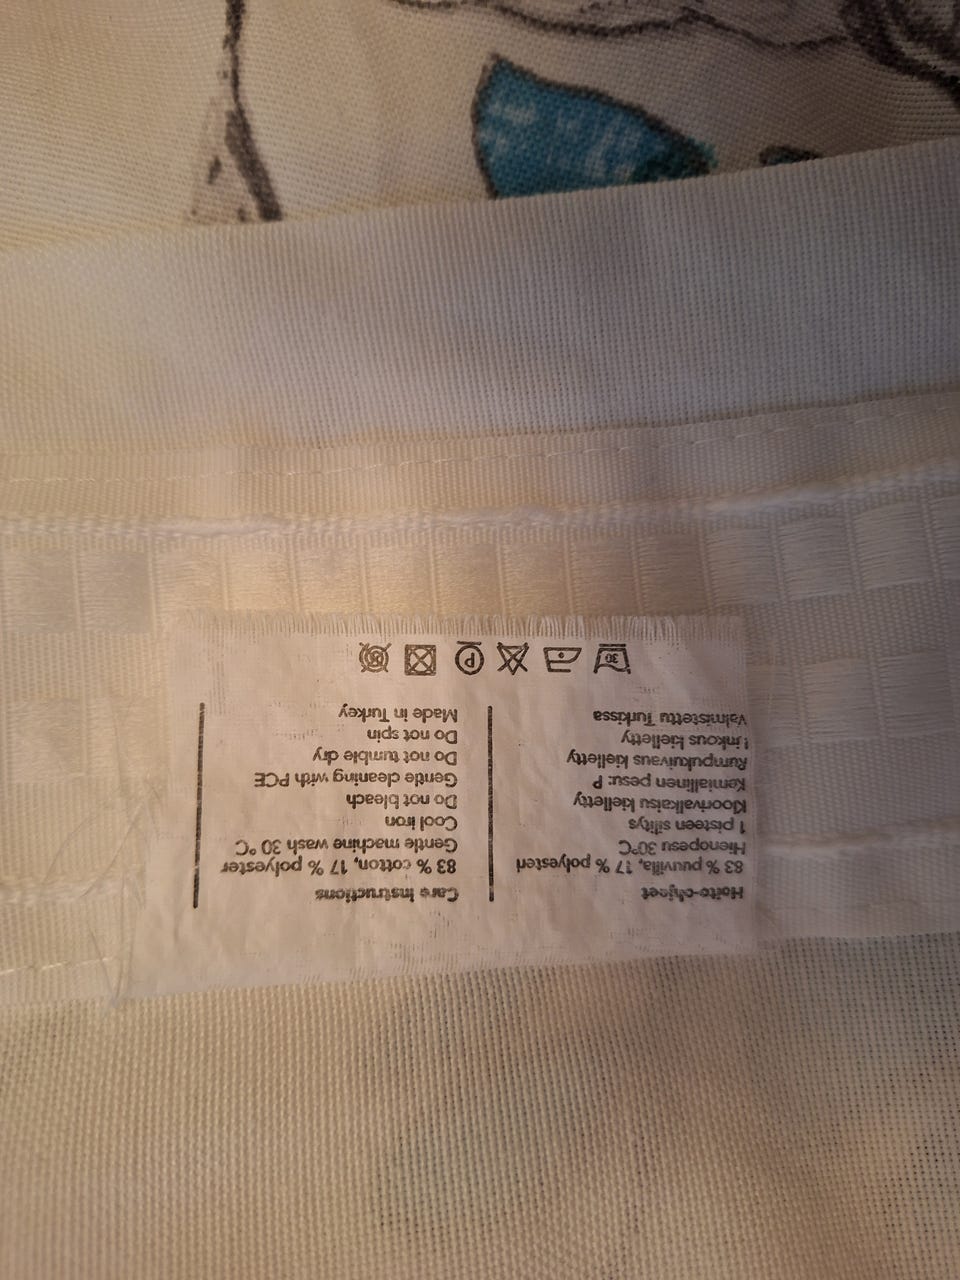 Hoito-ohjeet
83 % puuvilla, 17 % polyesteri
Hienopesu 30°C
1 pisteen silitys
Kloorivalkaisu kielletty
Kemiallinen pesu: P
Rumpukuivaus kielletty
Linkous kielletty
Valmistettu Turkissa
Care Instructions
83 % cotton, 17 % polyester
Gentle machine wash 30 °C
Cool iron
Do not bleach
Gentle cleaning with PCE
Do not tumble dry
Do not spin
Made in Turkey
30
P